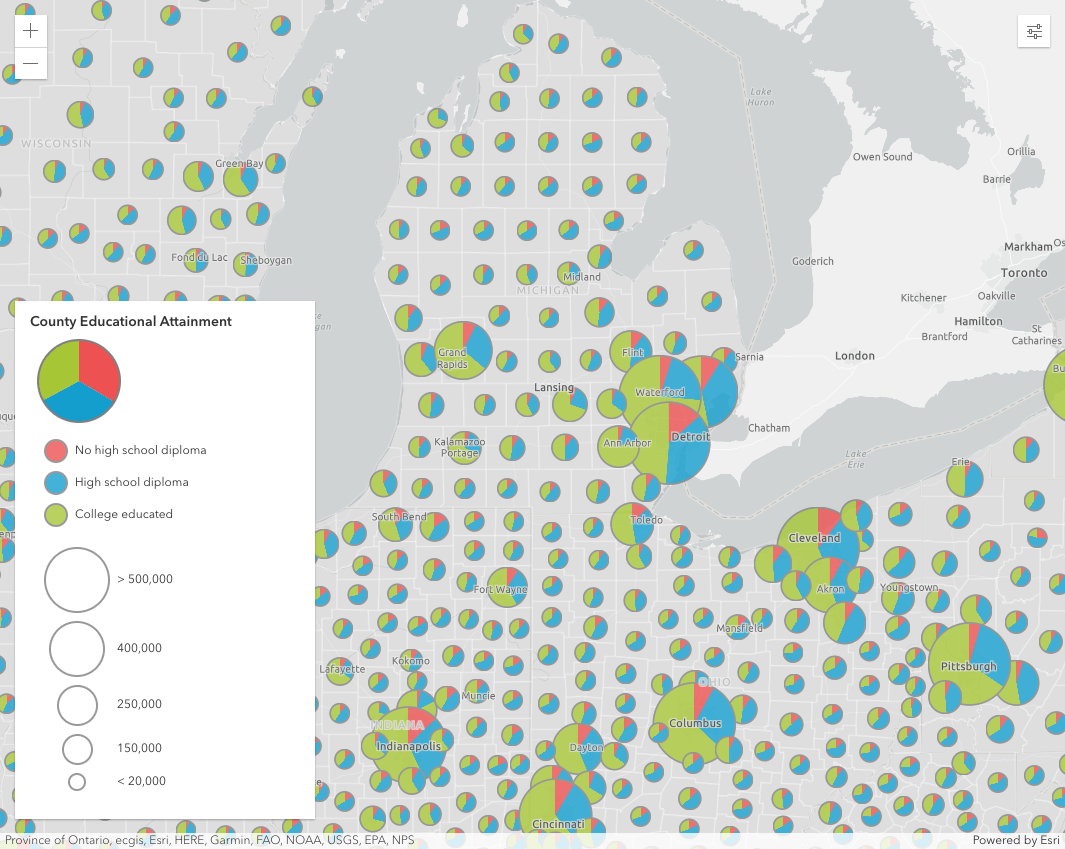 Lake
Huron
WISCONSIN
Green Bay
Owen Sound
Orillia
Barrie
Fond du Lac
Sheboygan
Midland
MICHIGAN
Goderich
Markham
Toronto
Kitchener
Oakville
Hamilton
Brantford
St
Catharines
County Educational Attainment
No high school diploma
High school diploma
College educated
> 500,000
400,000
250,000
150,000
< 20,000
Grand
Rapids
Flint
Sarnia
London
Lansing
Waterford
Chatham
Kalamazoo
Portage
Ann Arbor
Detroit
Lake
Erie
Erie
South Bend
Toledo
Cleveland
Fort Wayne
Akron
Youngstown
Mansfield
Lafayette
Kokomo
Pittsburgh
Muncie
OHIO
INDIANA
Columbus
Indianapolis
Dayton
Cincinnati
Province of Ontario, ecgis, Esri, HERE, Garmin, FAO, NOAA, USGS, EPA, NPS
Powered by Esri